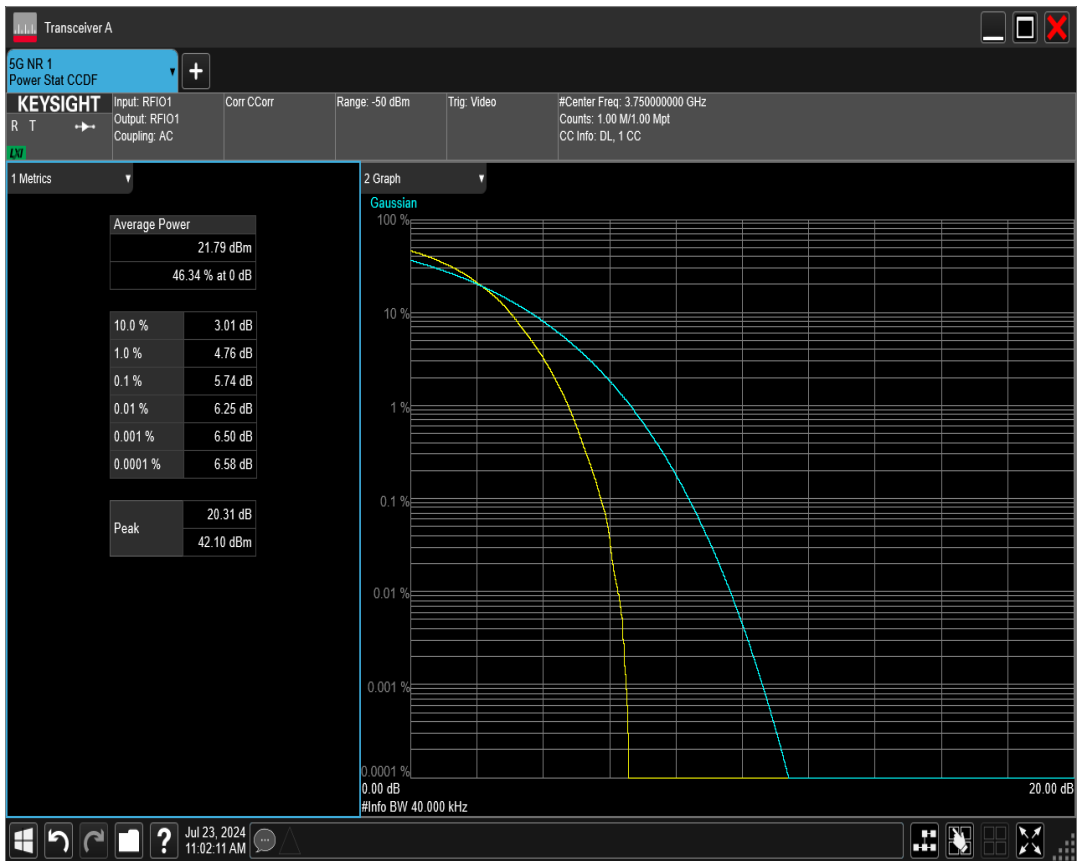 Transceiver A
5G NR 1
Power Stat CCDF
KEYSIGHT
R T
LXI
Input: RFIO1
Output: RFIO1
Coupling: AC
Corr CCorr
Range: -50 dBm
Trig: Video
#Center Freq: 3.750000000 GHz
Counts: 1.00 M/1.00 Mpt
CC Info: DL, 1 CC
1 Metrics
Average Power
21.79 dBm
46.34 % at 0 dB
10.0 % 3.01 dB
1.0 % 4.76 dB
0.1 % 5.74 dB
0.01 % 6.25 dB
0.001 % 6.50 dB
0.0001 % 6.58 dB
Peak
20.31 dB
42.10 dBm
2 Graph
Gaussian
100 %
10 %
1 %
0.1 %
0.01 %
0.001 %
0.0001 %
0.00 dB 20.00 dB
#Info BW 40.000 kHz
Jul 23, 2024
11:02:11 AM